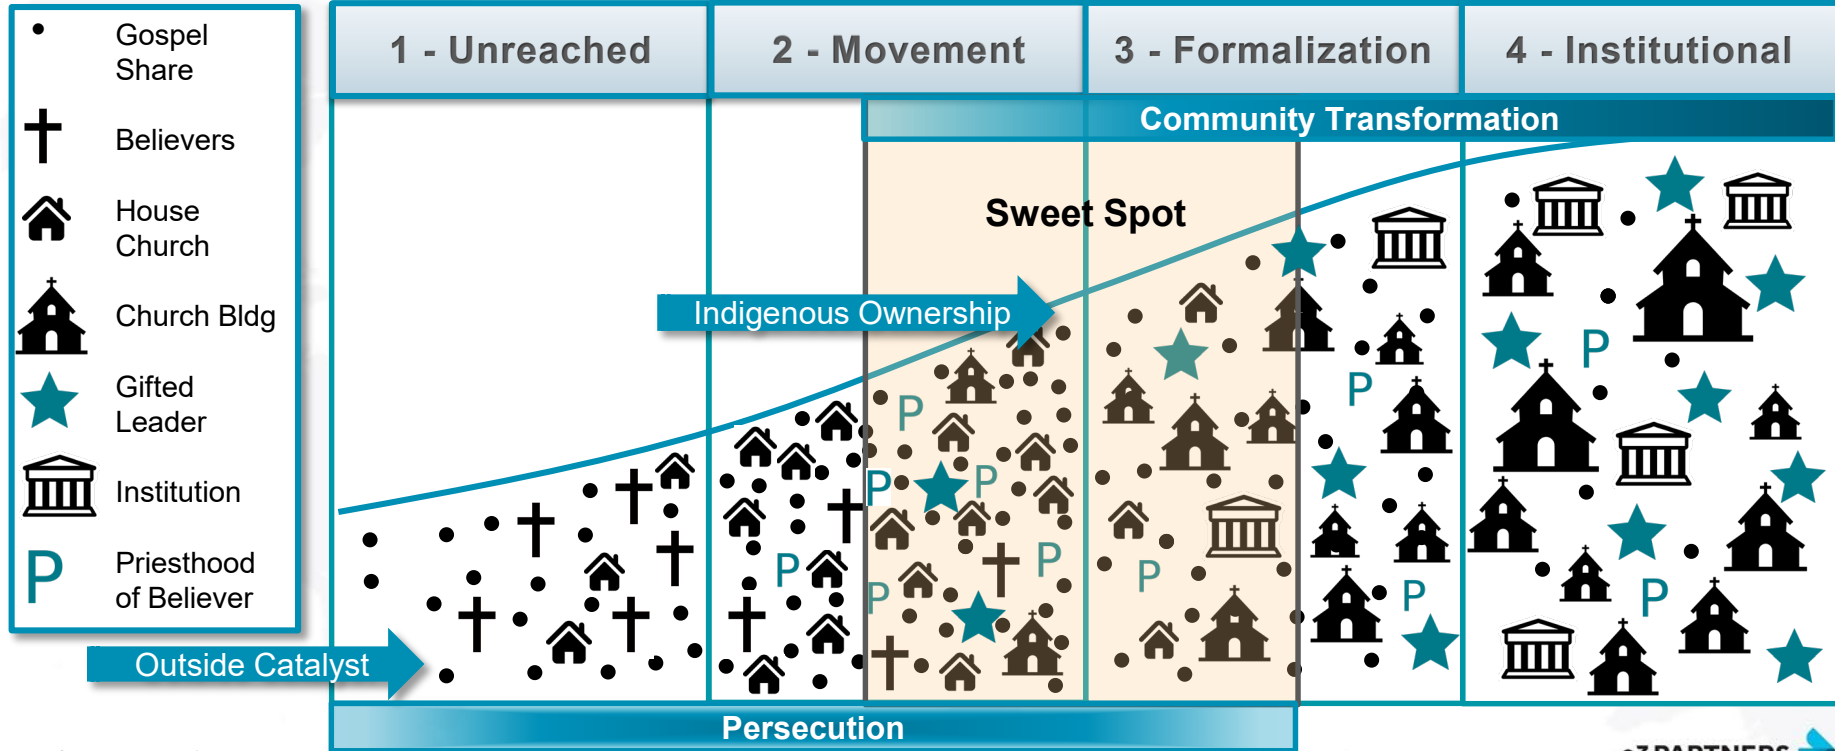 Gospel
Share
Believers
House
Church
Church Bldg
Gifted
Leader
Institution
P
Priesthood
of Believer
1 - Unreached
2 - Movement
3 - Formalization
4 - Institutional
Community Transformation
Sweet Spot
Indigenous Ownership
P
P
P
P
P
P
P
P
P
P
P
P
Outside Catalyst
Persecution